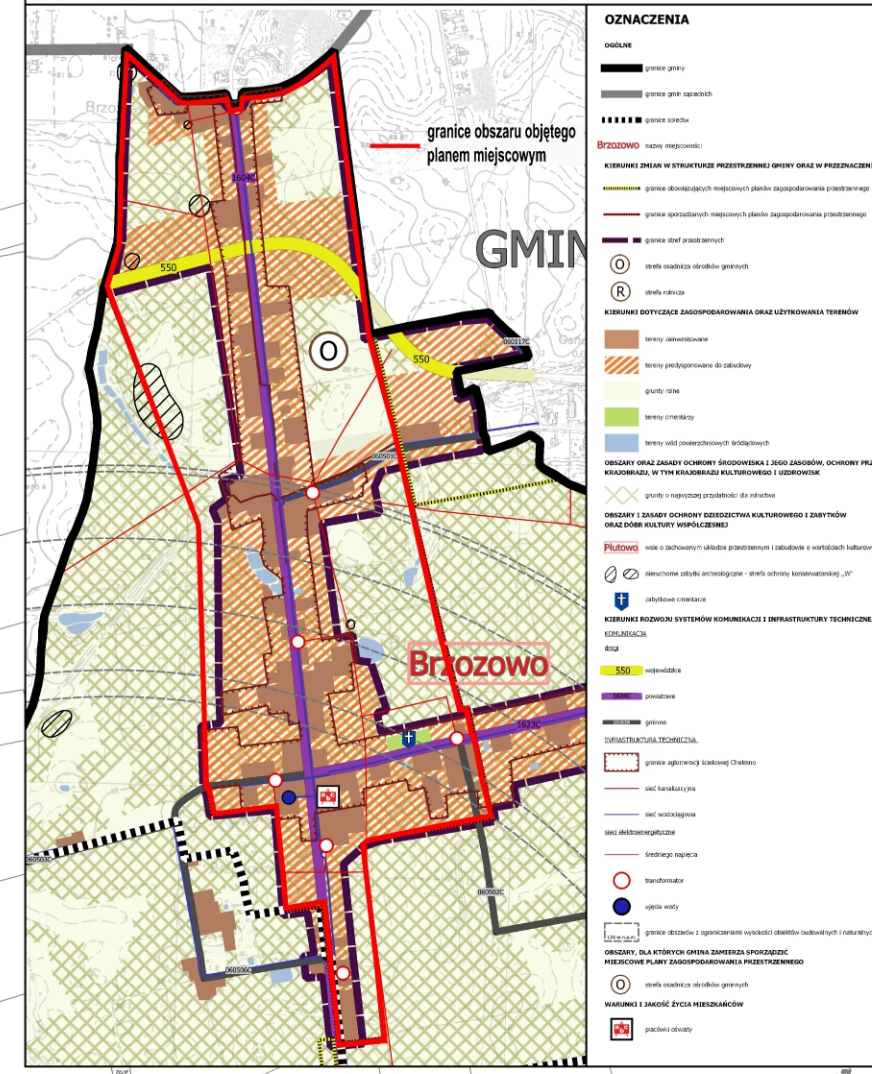 granice obszaru objętego
planem miejscowym
Brzo
1604C
GMIN
550
O
550
060117C
060501C
Brzozowo
1623C
060503C
060502C
060506C
OZNACZENIA
OGÓLNE
granice gminy
granice gmin sąsiednich
granice sołectw
Brzozowo nazwy miejscowości
KIERUNKI ZMIAN W STRUKTURZE PRZESTRZENNEJ GMINY ORAZ W PRZEZNACZENI
granice obowiązujących miejscowych planów zagospodarowania przestrzennego
granice sporządzanych miejscowych planów zagospodarowania przestrzennego
granice stref przestrzennych
O strefa osadnicza ośrodków gminnych
R strefa rolnicza
KIERUNKI DOTYCZĄCE ZAGOSPODAROWANIA ORAZ UŻYTKOWANIA TERENÓW
tereny zainwestowane
tereny predysponowane do zabudowy
grunty rolne
tereny cmentarzy
tereny wód powierzchniowych śródlądowych
OBSZARY ORAZ ZASADY OCHRONY ŚRODOWISKA I JEGO ZASOBÓW, OCHRONY PRZ
KRAJOBRAZU, W TYM KRAJOBRAZU KULTUROWEGO I UZDROWISK
grunty o najwyższej przydatności dla rolnictwa
OBSZARY I ZASADY OCHRONY DZIEDZICTWA KULTUROWEGO I ZABYTKÓW
ORAZ DÓBR KULTURY WSPÓŁCZESNEJ
Plutowo wsie o zachowanym układzie przestrzennym i zabudowie o wartościach kulturow
nieruchome zabytki archeologiczne - strefa ochrony konserwatorskiej „W"
zabytkowe cmentarze
KIERUNKI ROZWOJU SYSTEMÓW KOMUNIKACJI I INFRASTRUKTURY TECHNICZNE
KOMUNIKACJA
drogi
550 wojewódzkie
1604C powiatowe
gminne
INFRASTRUKTURA TECHNICZNA
granice aglomeracji ściekowej Chełmno
sieć kanalizacyjna
sieć wodociągowa
sieci elektroenergetyczne
średniego napięcia
transformator
ujęcia wody
granice obszarów z ograniczeniami wysokości obiektów budowalnych i naturalnyc
OBSZARY, DLA KTÓRYCH GMINA ZAMIERZA SPORZĄDZIĆ
MIEJSCOWE PLANY ZAGOSPODAROWANIA PRZESTRZENNEGO
O strefa osadnicza ośrodków gminnych
WARUNKI I JAKOŚĆ ŻYCIA MIESZKAŃCÓW
placówki oświaty